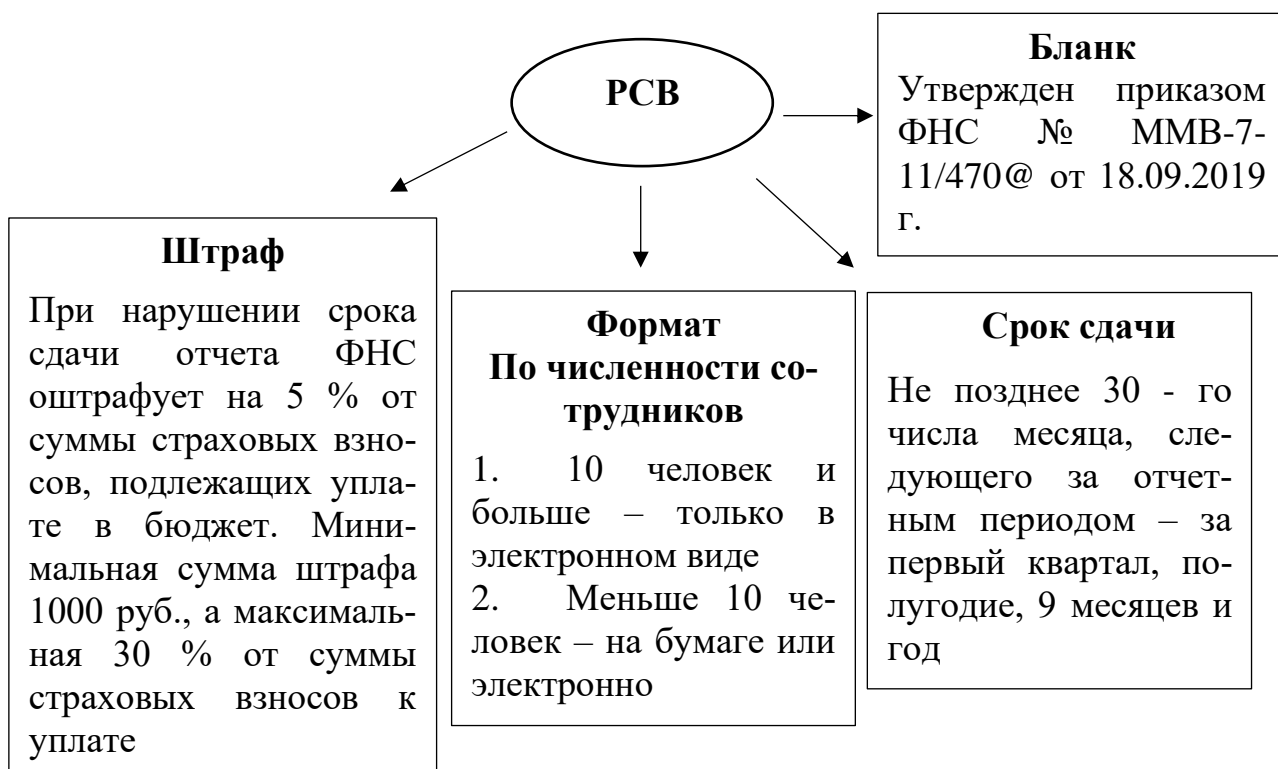 РСВ
Бланк
Утвержден приказом
ФНС № ММВ-7-
11/470@ от 18.09.2019
г.
Штраф
При нарушении срока
сдачи отчета ФНС
оштрафует на 5 % от
суммы страховых взно-
сов, подлежащих упла-
те в бюджет. Мини-
мальная сумма штрафа
1000 руб., а максималь-
ная 30 % от суммы
страховых взносов к
уплате
Формат
По численности со-
трудников
1. 10 человек и
больше – только в
электронном виде
2. Меньше 10 че-
ловек – на бумаге или
электронно
Срок сдачи
Не позднее 30 - го
числа месяца, сле-
дующего за отчет-
ным периодом – за
первый квартал, по-
лугодие, 9 месяцев и
год